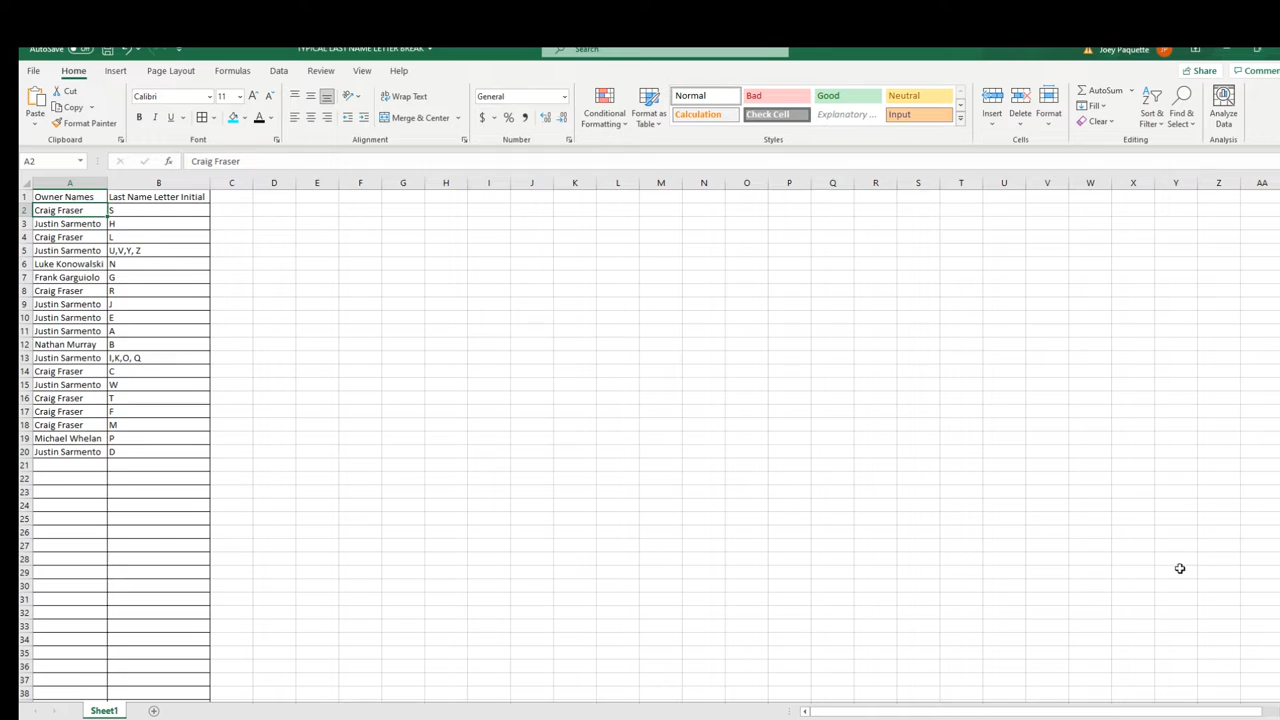 AutoSave Off TYPICAL LAST NAME LETTER BREAK Search Joey Paquette JP
File Home Insert Page Layout Formulas Data Review View Help Share Commen
Paste Cut Copy Format Painter Clipboard
Calibri 11 B I U Font
Wrap Text Merge & Center Alignment
General $ % Number
Conditional Formatting Format as Table Normal Bad Good Neutral Calculation Check Cell Explanatory ... Input Styles
Insert Delete Format Cells
AutoSum Fill Clear Sort & Filter Find & Select Editing
Analyze Data Analysis
A2 fx Craig Fraser
A B C D E F G H I J K L M N O P Q R S T U V W X Y Z AA
1 Owner Names Last Name Letter Initial
2 Craig Fraser S
3 Justin Sarmento H
4 Craig Fraser L
5 Justin Sarmento U,V,Y, Z
6 Luke Konowalski N
7 Frank Garguiolo G
8 Craig Fraser R
9 Justin Sarmento J
10 Justin Sarmento E
11 Justin Sarmento A
12 Nathan Murray B
13 Justin Sarmento I,K,O, Q
14 Craig Fraser C
15 Justin Sarmento W
16 Craig Fraser T
17 Craig Fraser F
18 Craig Fraser M
19 Michael Whelan P
20 Justin Sarmento D
21
22
23
24
25
26
27
28
29
30
31
32
33
34
35
36
37
38
Sheet1